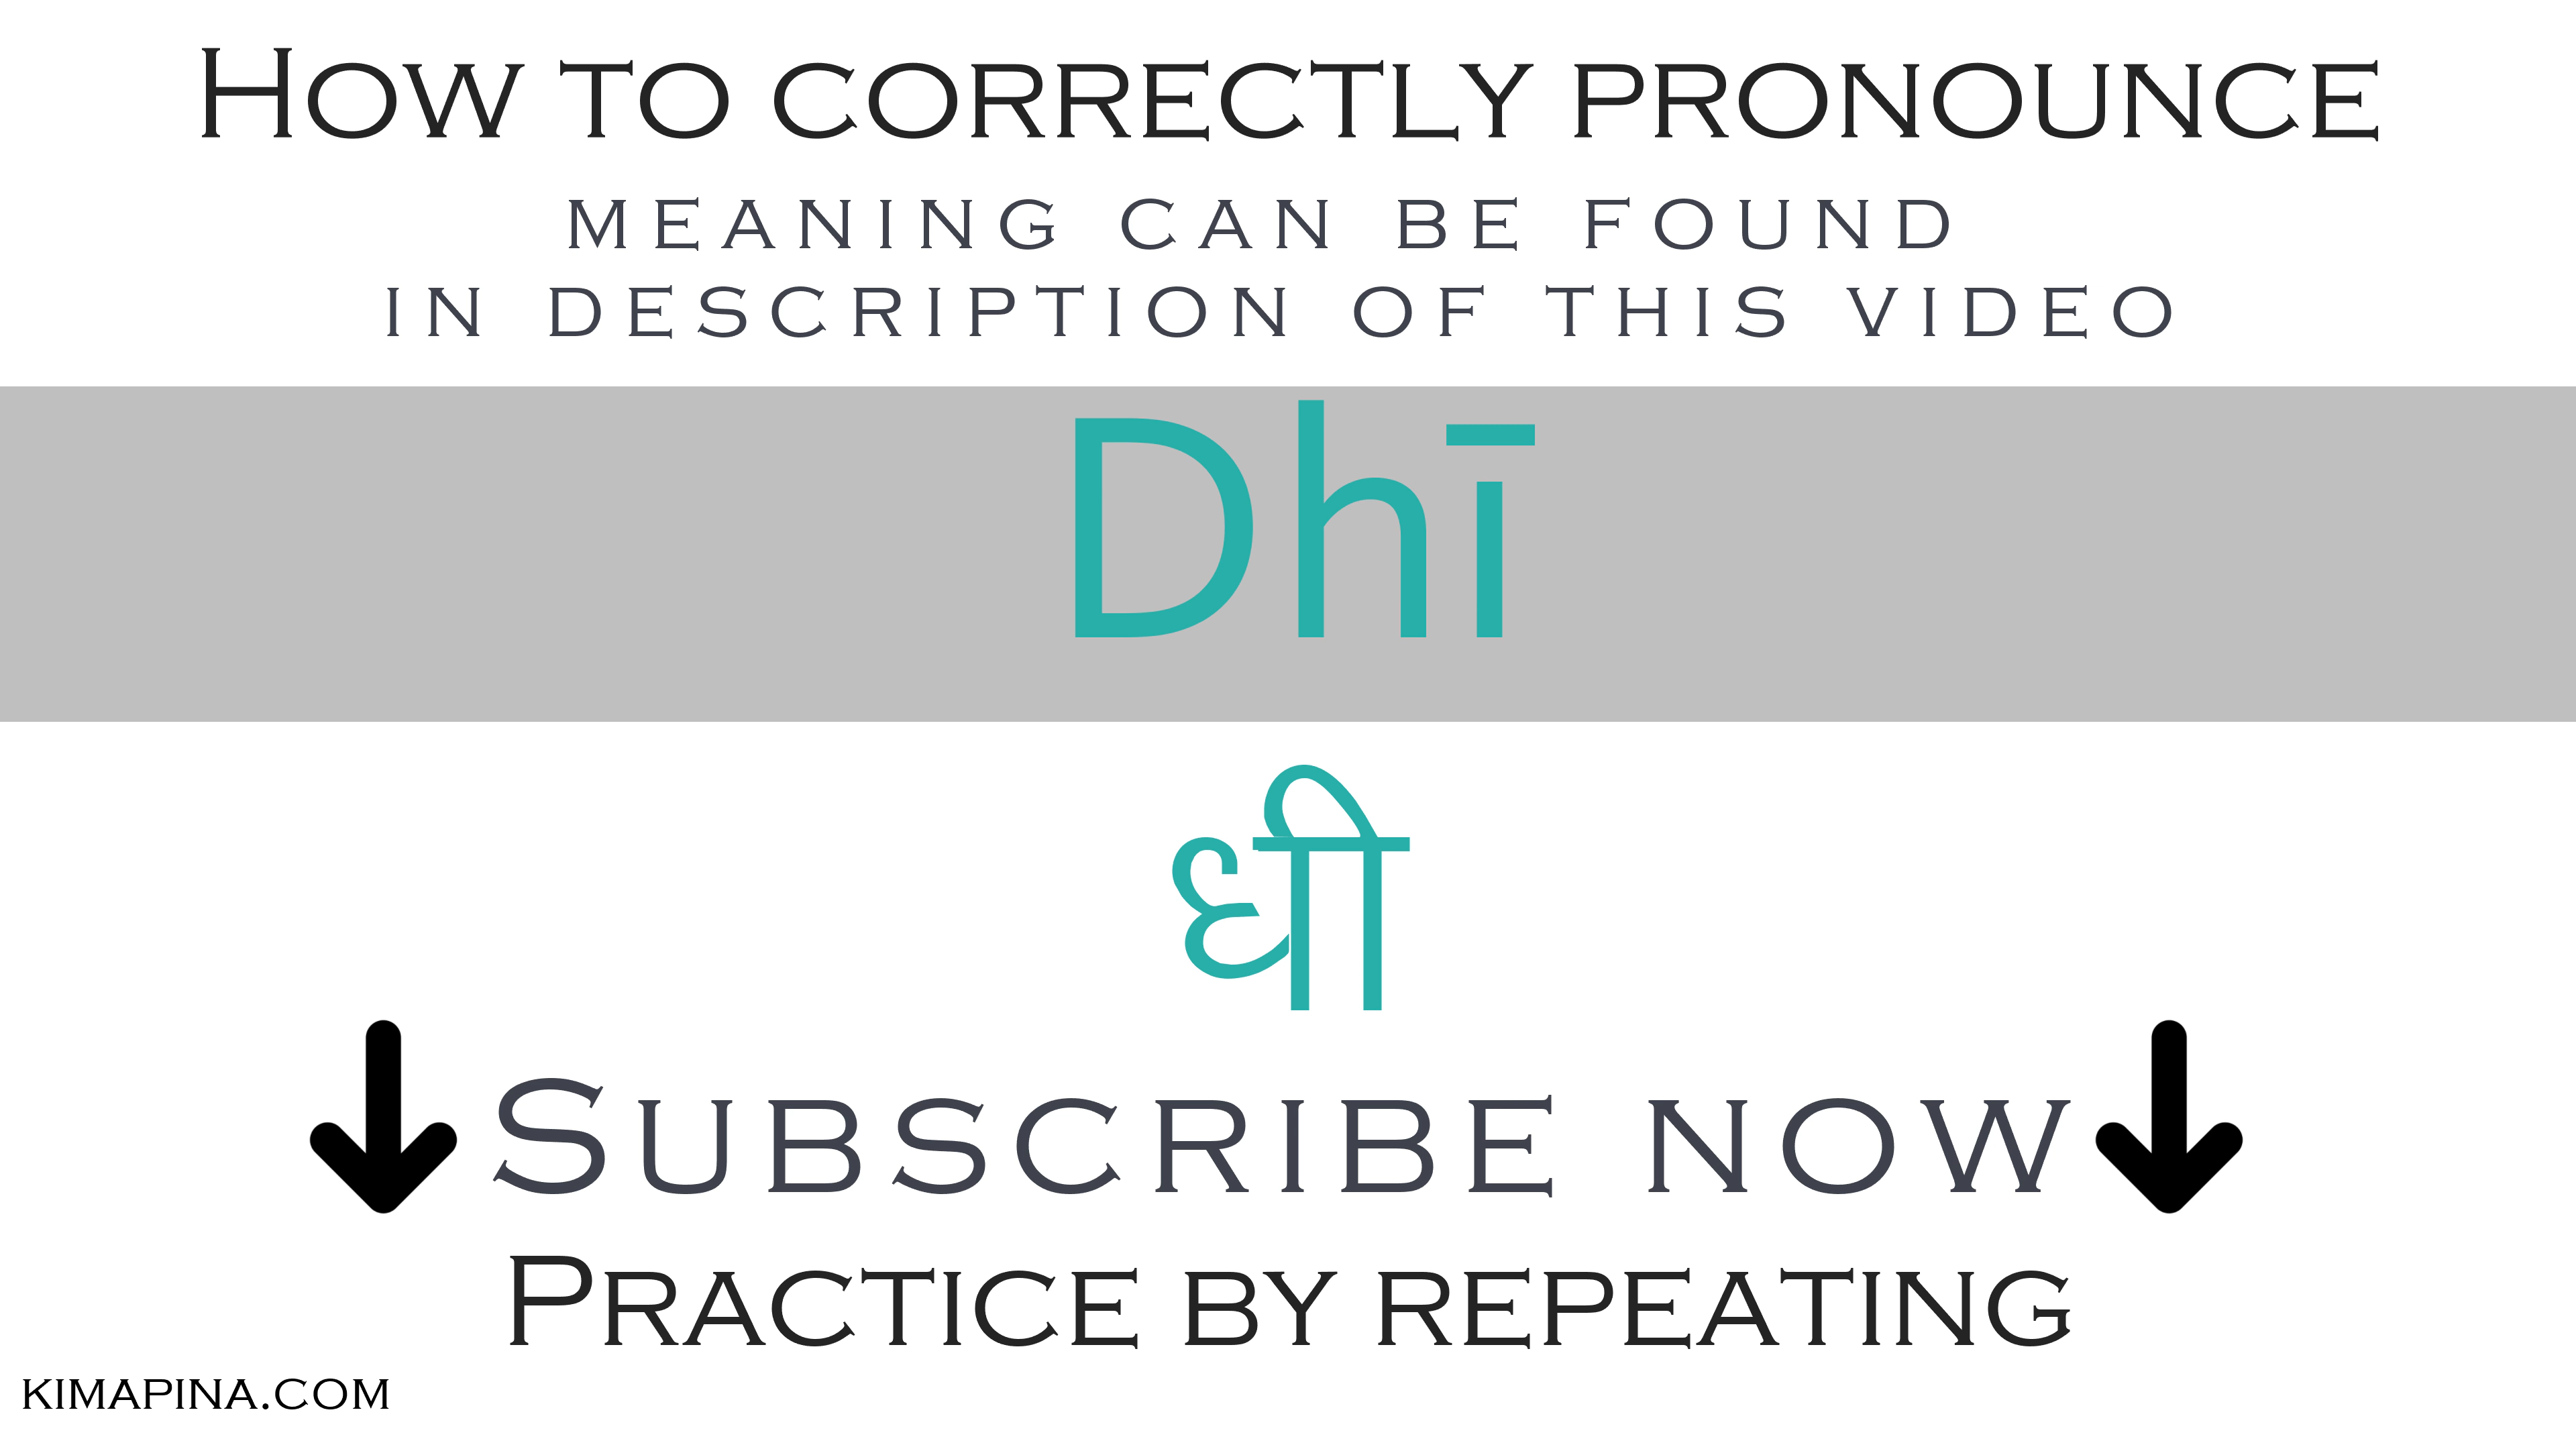 How to correctly pronounce
meaning can be found
in description of this video
Dhī
धी
Subscribe now
Practice by repeating
kimapina.com